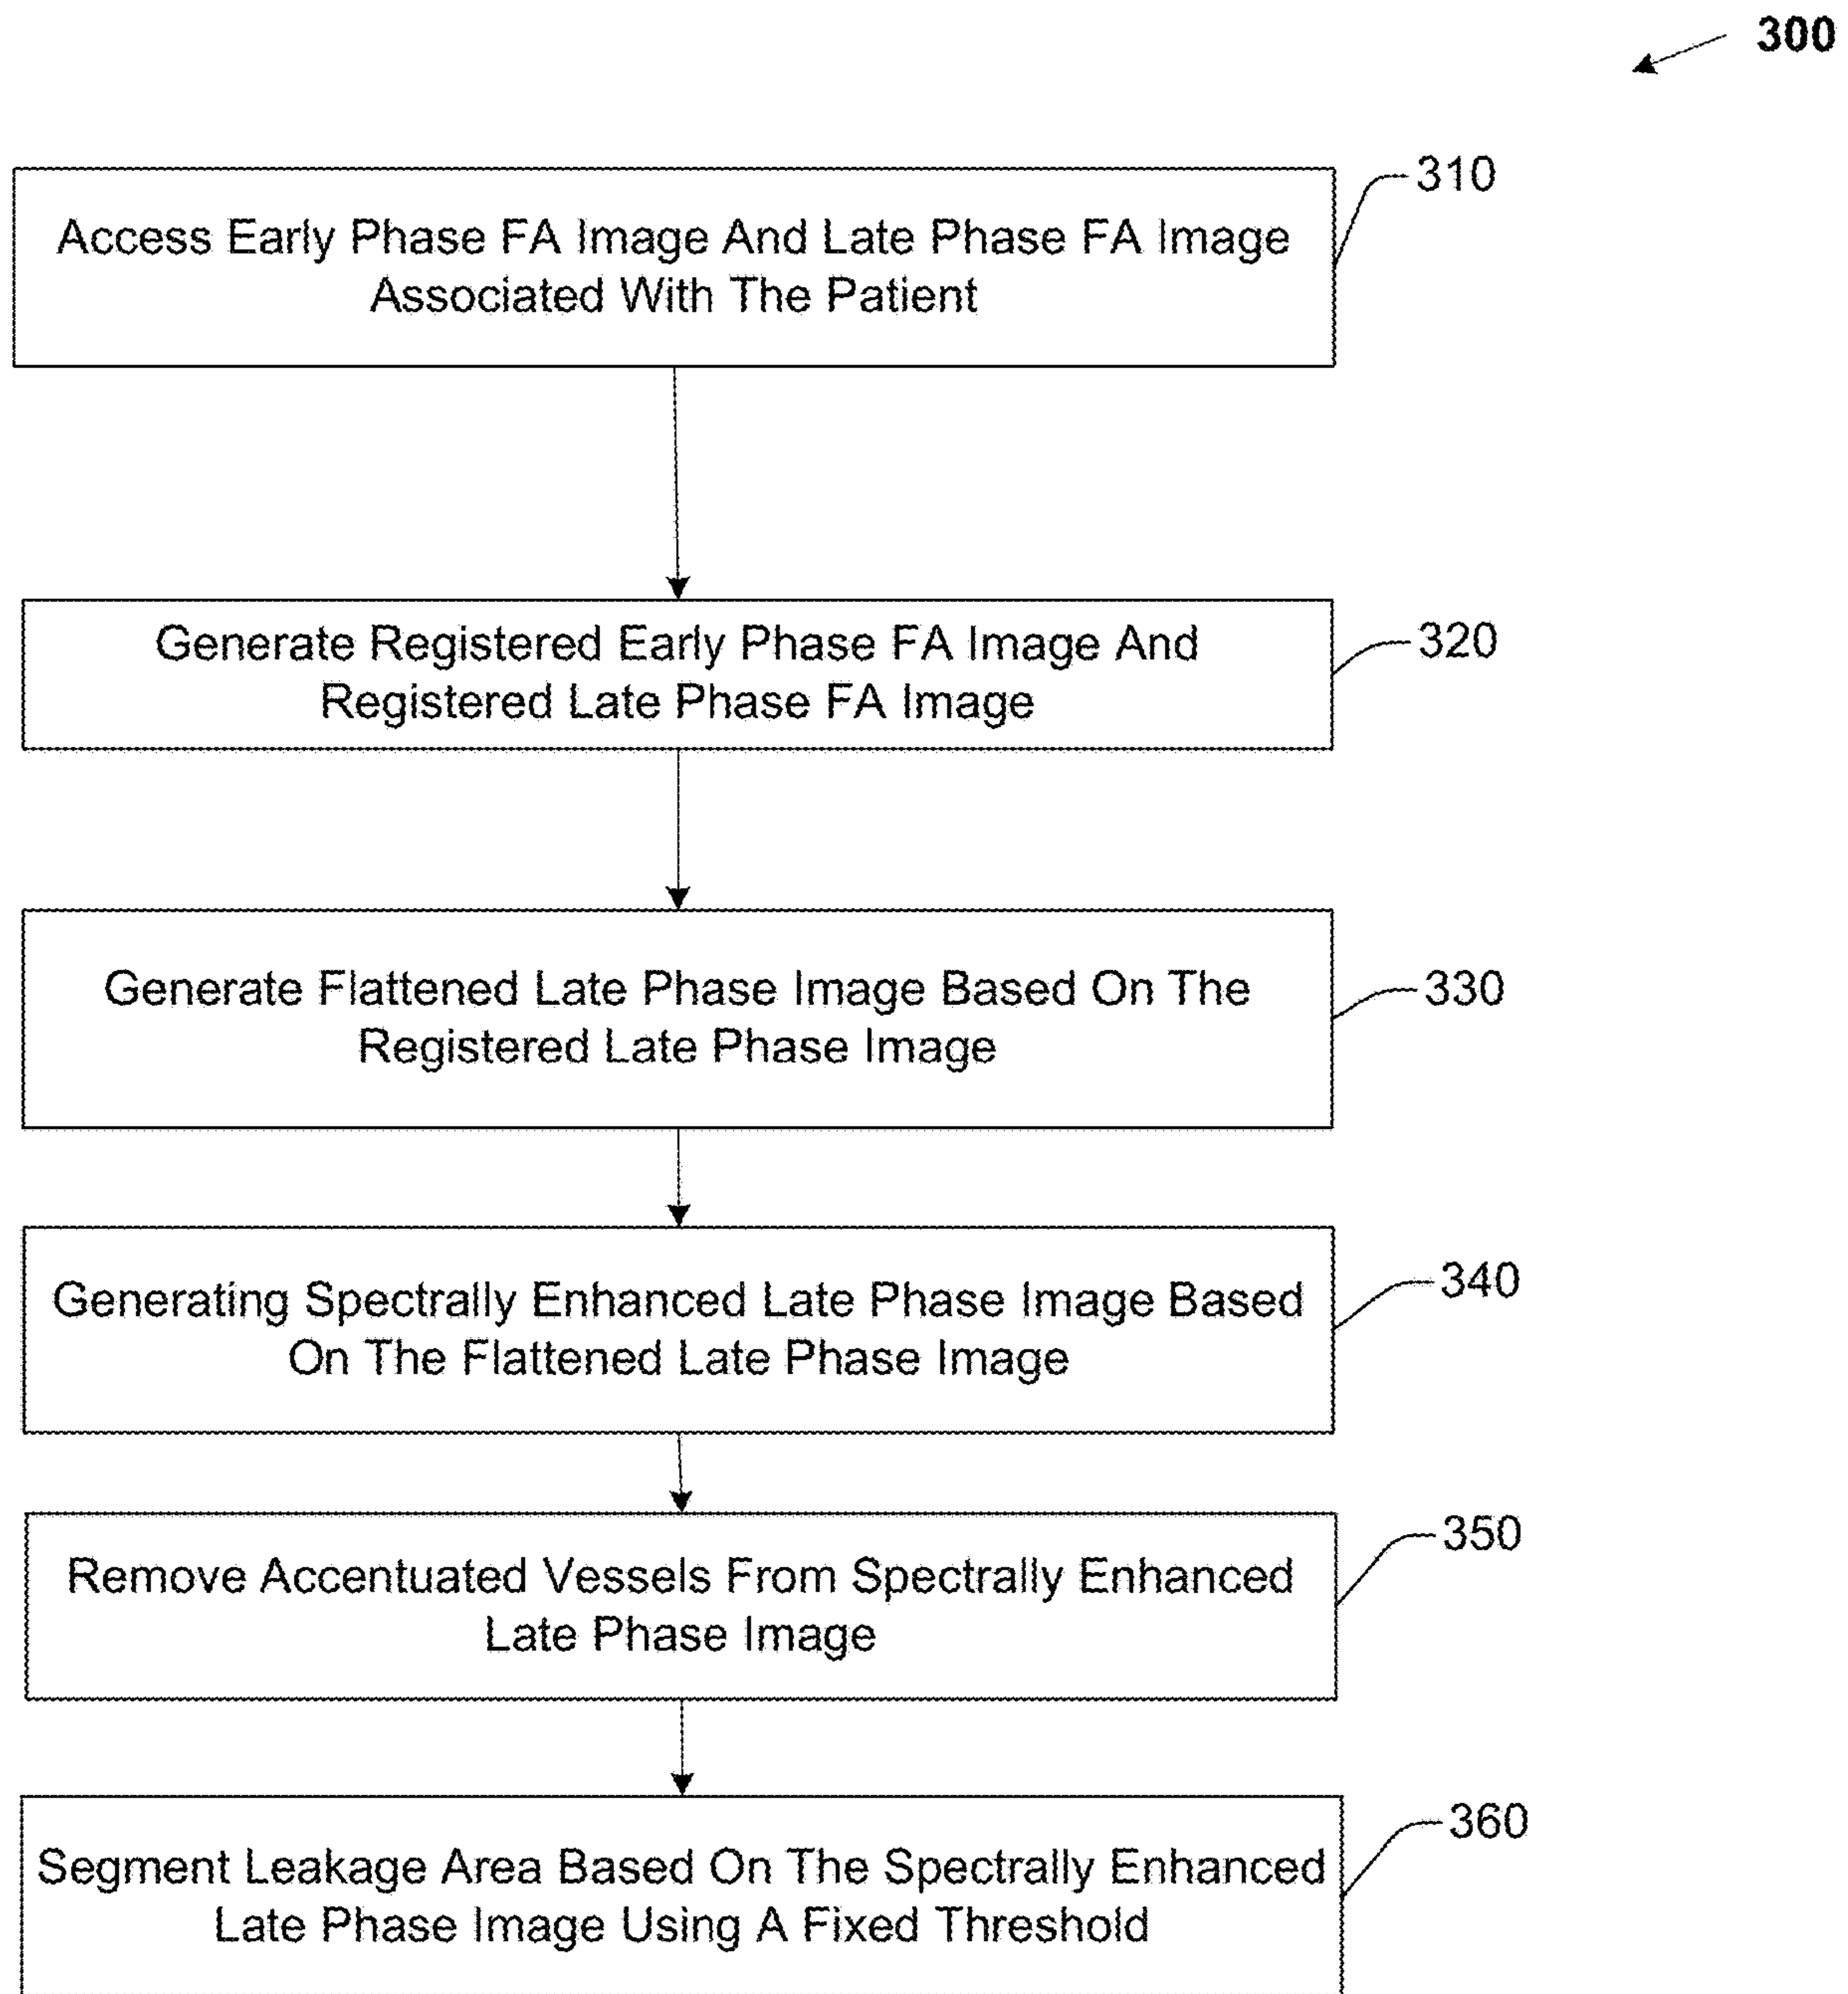 300
310
Access Early Phase FA Image And Late Phase FA Image
Associated With The Patient
320
Generate Registered Early Phase FA Image And
Registered Late Phase FA Image
330
Generate Flattened Late Phase Image Based On The
Registered Late Phase Image
340
Generating Spectrally Enhanced Late Phase Image Based
On The Flattened Late Phase Image
350
Remove Accentuated Vessels From Spectrally Enhanced
Late Phase Image
360
Segment Leakage Area Based On The Spectrally Enhanced
Late Phase Image Using A Fixed Threshold